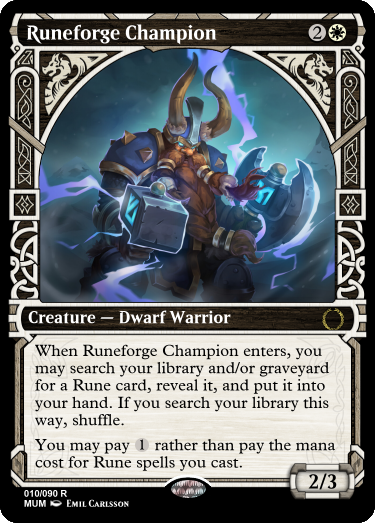 Runeforge Champion 2
Creature — Dwarf Warrior
When Runeforge Champion enters, you
may search your library and/or graveyard
for a Rune card, reveal it, and put it into
your hand. If you search your library this
way, shuffle.
You may pay 1 rather than pay the mana
cost for Rune spells you cast.
2/3
010/090 R
MUM Emil Carlsson